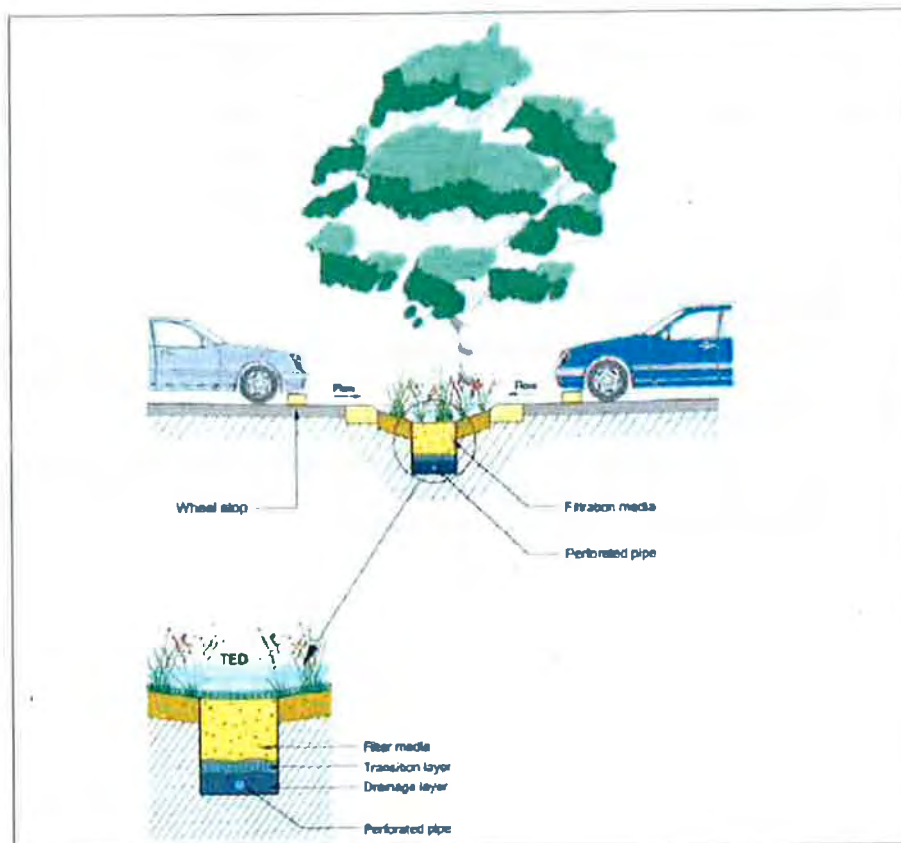 Flow
Flow
Wheel stop
Filtration media
Perforated pipe
TED
Filter media
Transition layer
Drainage layer
Perforated pipe